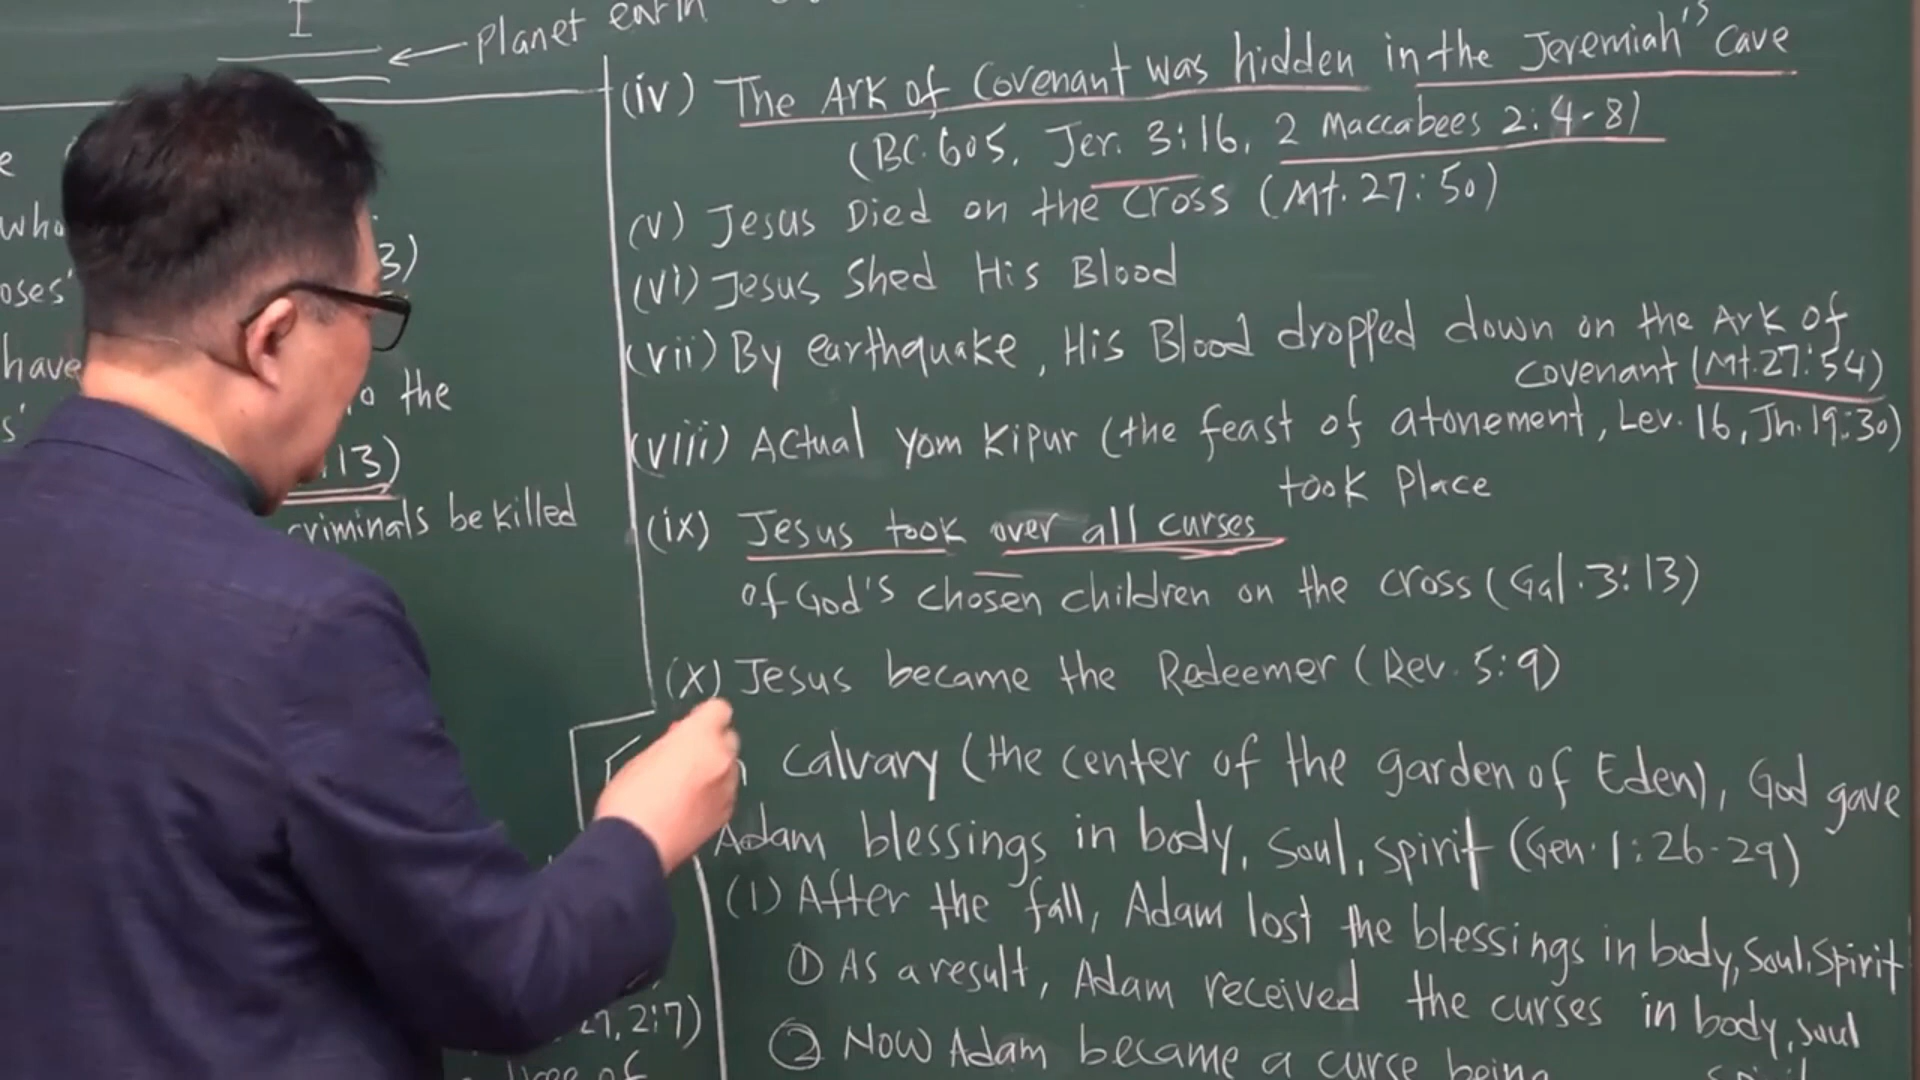 I
planet earth
e
who
oses'
3)
have
o the
s'
:13)
criminals be killed
27, 2:7)
of
(iv) The Ark of Covenant was hidden in the Jeremiah's Cave
(BC. 605, Jer. 3:16, 2 Maccabees 2:4-8)
(v) Jesus Died on the Cross (Mt. 27:50)
(vi) Jesus Shed His Blood
(vii) By earthquake, His Blood dropped down on the Ark of
Covenant (Mt.27:54)
(viii) Actual Yom Kipur (the feast of atonement, Lev. 16, Jn. 19:30)
took Place
(ix) Jesus took over all curses
of God's chosen children on the cross (Gal. 3:13)
(x) Jesus became the Redeemer (Rev. 5:9)
Calvary (the center of the garden of Eden), God gave
Adam blessings in body, Soul, Spirit (Gen. 1:26-29)
(1) After the fall, Adam lost the blessings in body, Soul, Spirit
① As a result, Adam received the curses in body, soul
② Now Adam became a curse being